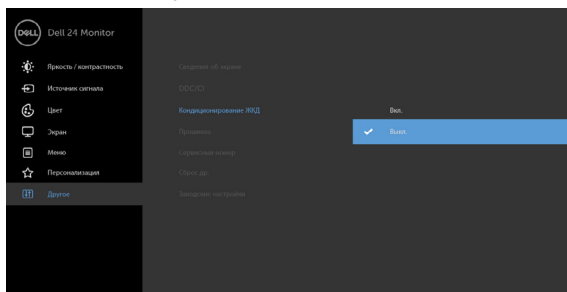 DELL Dell 24 Monitor
Яркость / контрастность
Сведения об экране
Источник сигнала
DDC/CI
Цвет
Кондиционирование ЖКД
Вкл.
Экран
Прошивка
Выкл.
Меню
Сервисный номер
Персонализация
Сброс др.
Другое
Заводские настройки